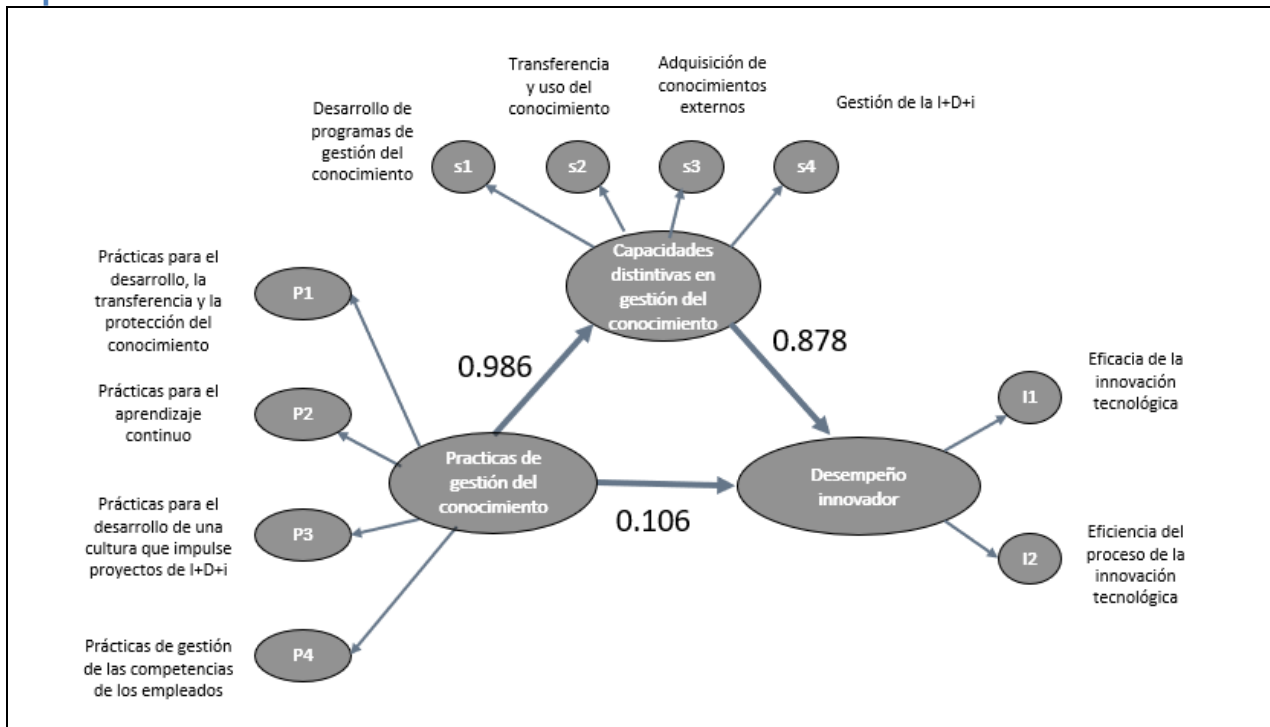 Transferencia
y uso del
conocimiento
Adquisición de
conocimientos
externos
Gestión de la I+D+i
Desarrollo de
programas de
gestión del
conocimiento
s1
s2
s3
s4
Capacidades
distintivas en
gestión del
conocimiento
Prácticas para el
desarrollo, la
transferencia y la
protección del
conocimiento
P1
0.986
0.878
Prácticas para el
aprendizaje
continuo
P2
Practicas de
gestión del
conocimiento
0.106
Desempeño
innovador
Eficacia de la
innovación
tecnológica
I1
Prácticas para el
desarrollo de una
cultura que impulse
proyectos de I+D+i
P3
Eficiencia del
proceso de la
innovación
tecnológica
I2
Prácticas de gestión
de las competencias
de los empleados
P4